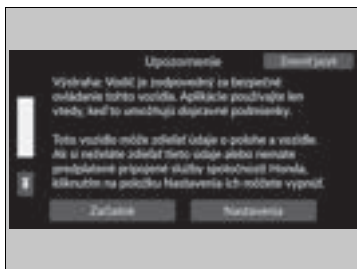 Upozornenie
Zmeniť jazyk
Výstraha: Vodič je zodpovedný za bezpečné
ovládanie tohto vozidla. Aplikácie používajte len
vtedy, keď to umožňujú dopravné podmienky.
Toto vozidlo môže zdieľať údaje o polohe a vozidle.
Ak si neželáte zdieľať tieto údaje alebo nemáte
predplatené pripojené služby spoločnosti Honda,
kliknutím na položku Nastavenia ich môžete vypnúť.
Začíname
Nastavenia